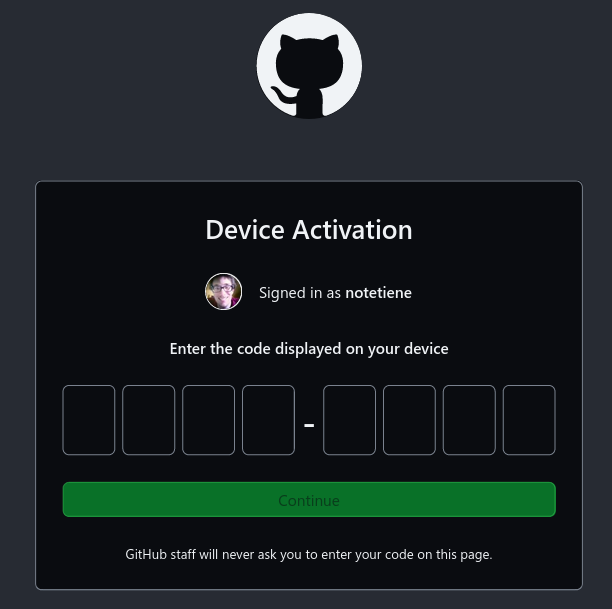 Device Activation
Signed in as notetiene
Enter the code displayed on your device
-
Continue
GitHub staff will never ask you to enter your code on this page.